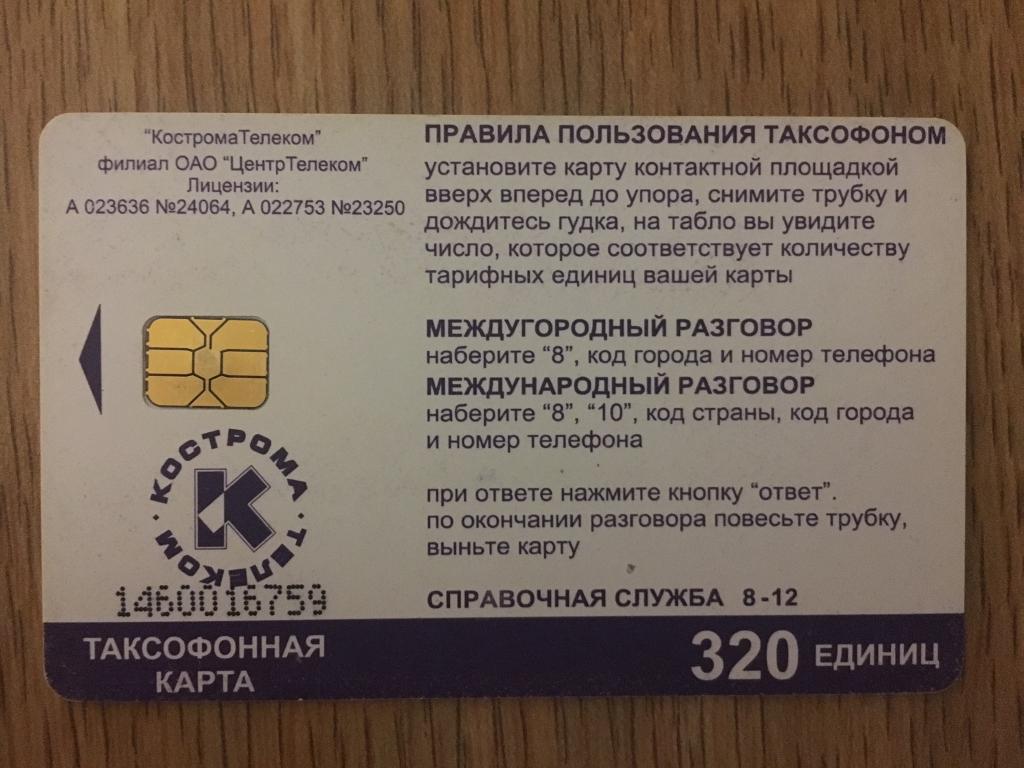 "КостромаТелеком"
филиал ОАО "ЦентрТелеком"
Лицензии:
А 023636 №24064, А 022753 №23250
КОСТРОМА · ТЕЛЕКОМ ·
К
1460016759
ТАКСОФОННАЯ
КАРТА
ПРАВИЛА ПОЛЬЗОВАНИЯ ТАКСОФОНОМ
установите карту контактной площадкой
вверх вперед до упора, снимите трубку и
дождитесь гудка, на табло вы увидите
число, которое соответствует количеству
тарифных единиц вашей карты
МЕЖДУГОРОДНЫЙ РАЗГОВОР
наберите "8", код города и номер телефона
МЕЖДУНАРОДНЫЙ РАЗГОВОР
наберите "8", "10", код страны, код города
и номер телефона
при ответе нажмите кнопку "ответ".
по окончании разговора повесьте трубку,
выньте карту
СПРАВОЧНАЯ СЛУЖБА 8-12
320 ЕДИНИЦ